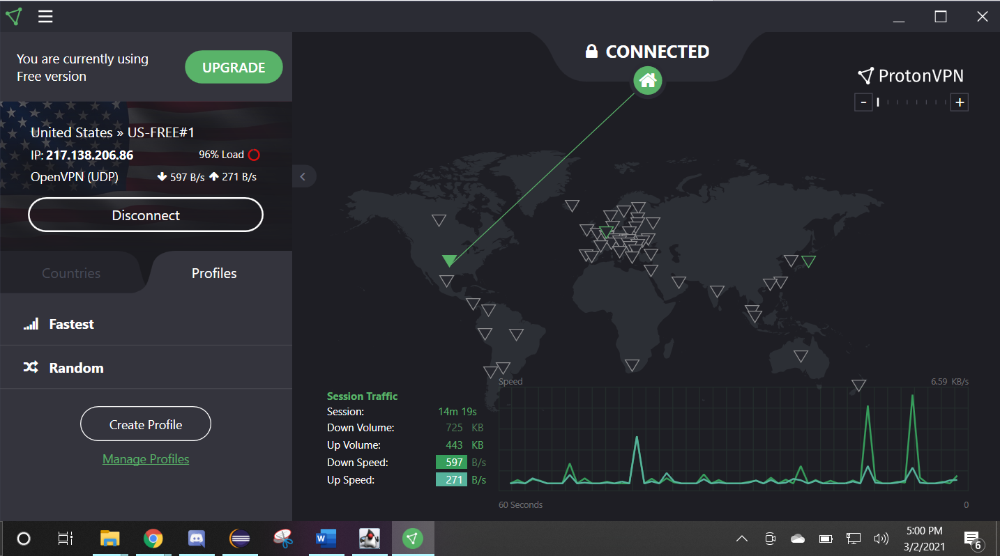 You are currently using
Free version
UPGRADE
United States » US-FREE#1
IP: 217.138.206.86
96% Load
OpenVPN (UDP)
597 B/s
271 B/s
Disconnect
Countries
Profiles
Fastest
Random
Create Profile
Manage Profiles
CONNECTED
ProtonVPN
-
+
Session Traffic
Session: 14m 19s
Down Volume: 725 KB
Up Volume: 443 KB
Down Speed: 597 B/s
Up Speed: 271 B/s
Speed
6.59 KB/s
60 Seconds
0
W
5:00 PM
3/2/2021
6